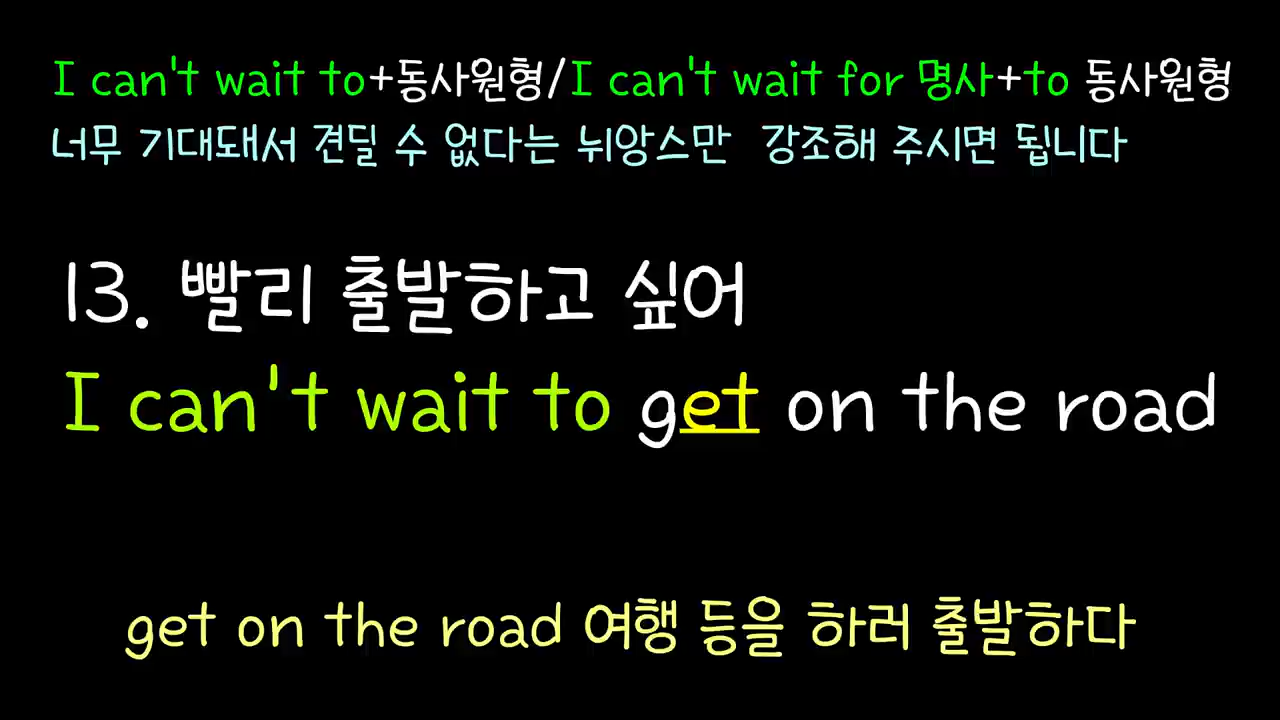 I can't wait to+동사원형/I can't wait for 명사+to 동사원형
너무 기대돼서 견딜 수 없다는 뉘앙스만 강조해 주시면 됩니다
13. 빨리 출발하고 싶어
I can't wait to get on the road
get on the road 여행 등을 하러 출발하다